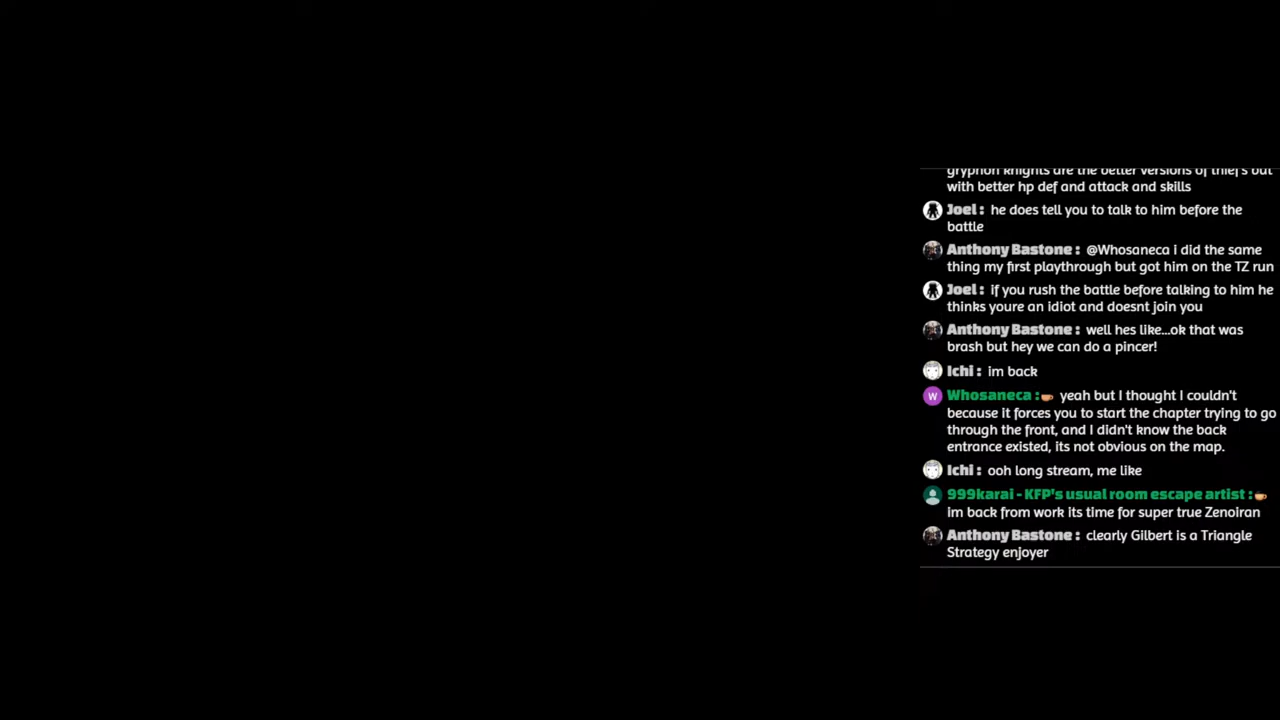 gryphon knights are the better versions of thiefs but
with better hp def and attack and skills
Joel : he does tell you to talk to him before the
battle
Anthony Bastone : @Whosaneca i did the same
thing my first playthrough but got him on the TZ run
Joel : if you rush the battle before talking to him he
thinks youre an idiot and doesnt join you
Anthony Bastone : well hes like...ok that was
brash but hey we can do a pincer!
Ichi : im back
W Whosaneca : yeah but I thought I couldn't
because it forces you to start the chapter trying to go
through the front, and I didn't know the back
entrance existed, its not obvious on the map.
Ichi : ooh long stream, me like
999karai - KFP's usual room escape artist :
im back from work its time for super true Zenoiran
Anthony Bastone : clearly Gilbert is a Triangle
Strategy enjoyer